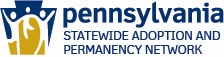 pennsylvania
STATEWIDE ADOPTION AND
PERMANENCY NETWORK